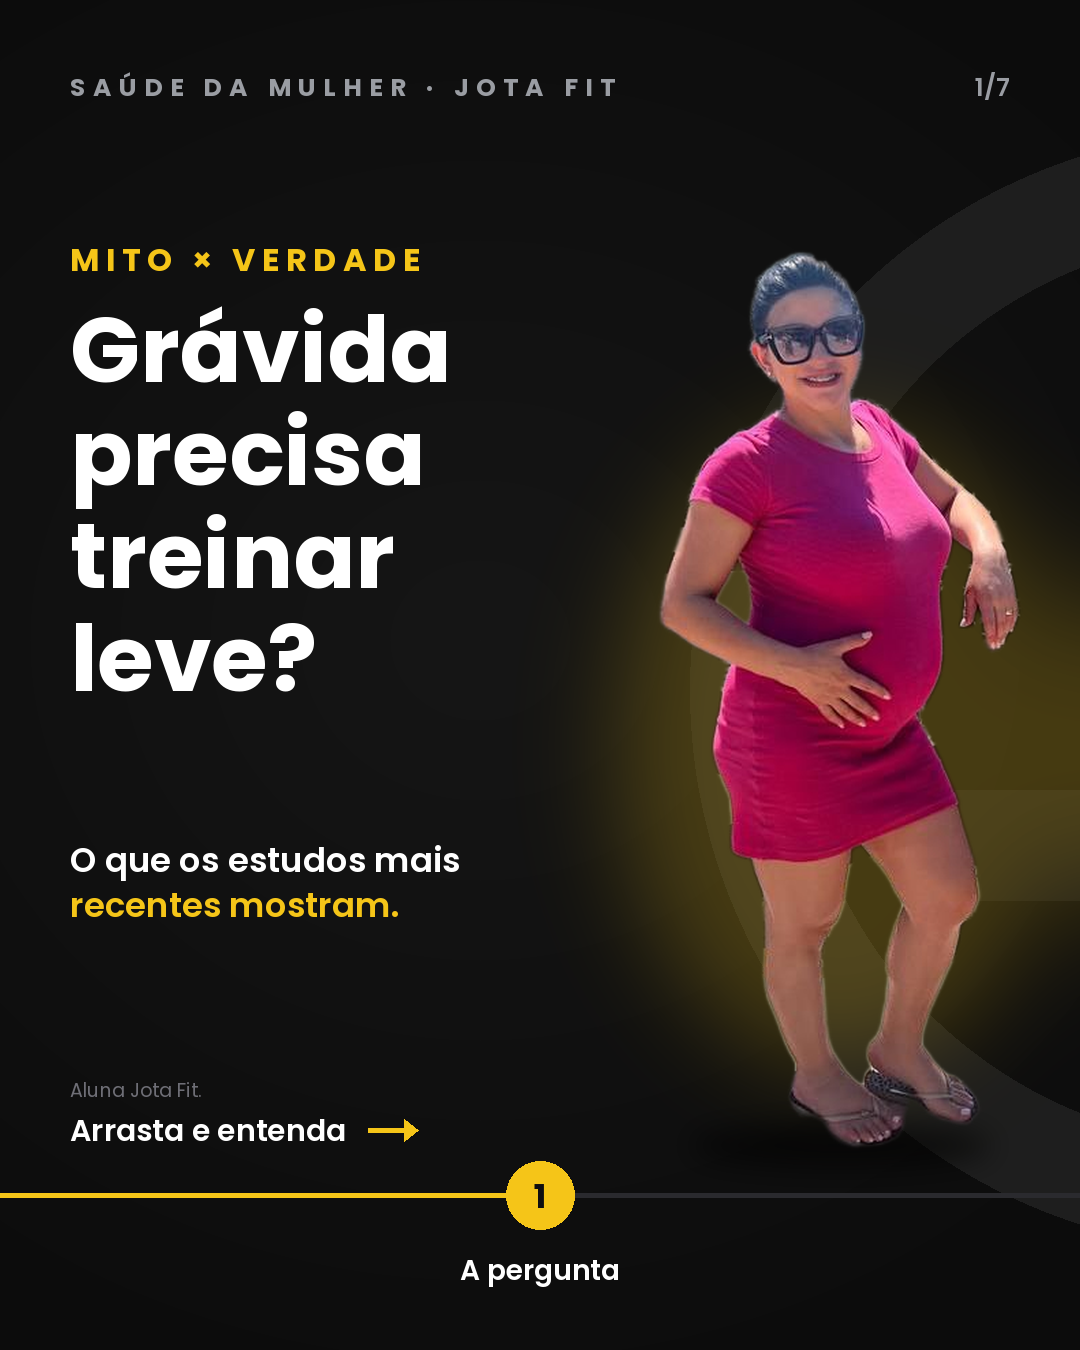 SAÚDE DA MULHER · JOTA FIT
1/7
MITO × VERDADE
Grávida
precisa
treinar
leve?
O que os estudos mais
recentes mostram.
Aluna Jota Fit.
Arrasta e entenda
1
A pergunta